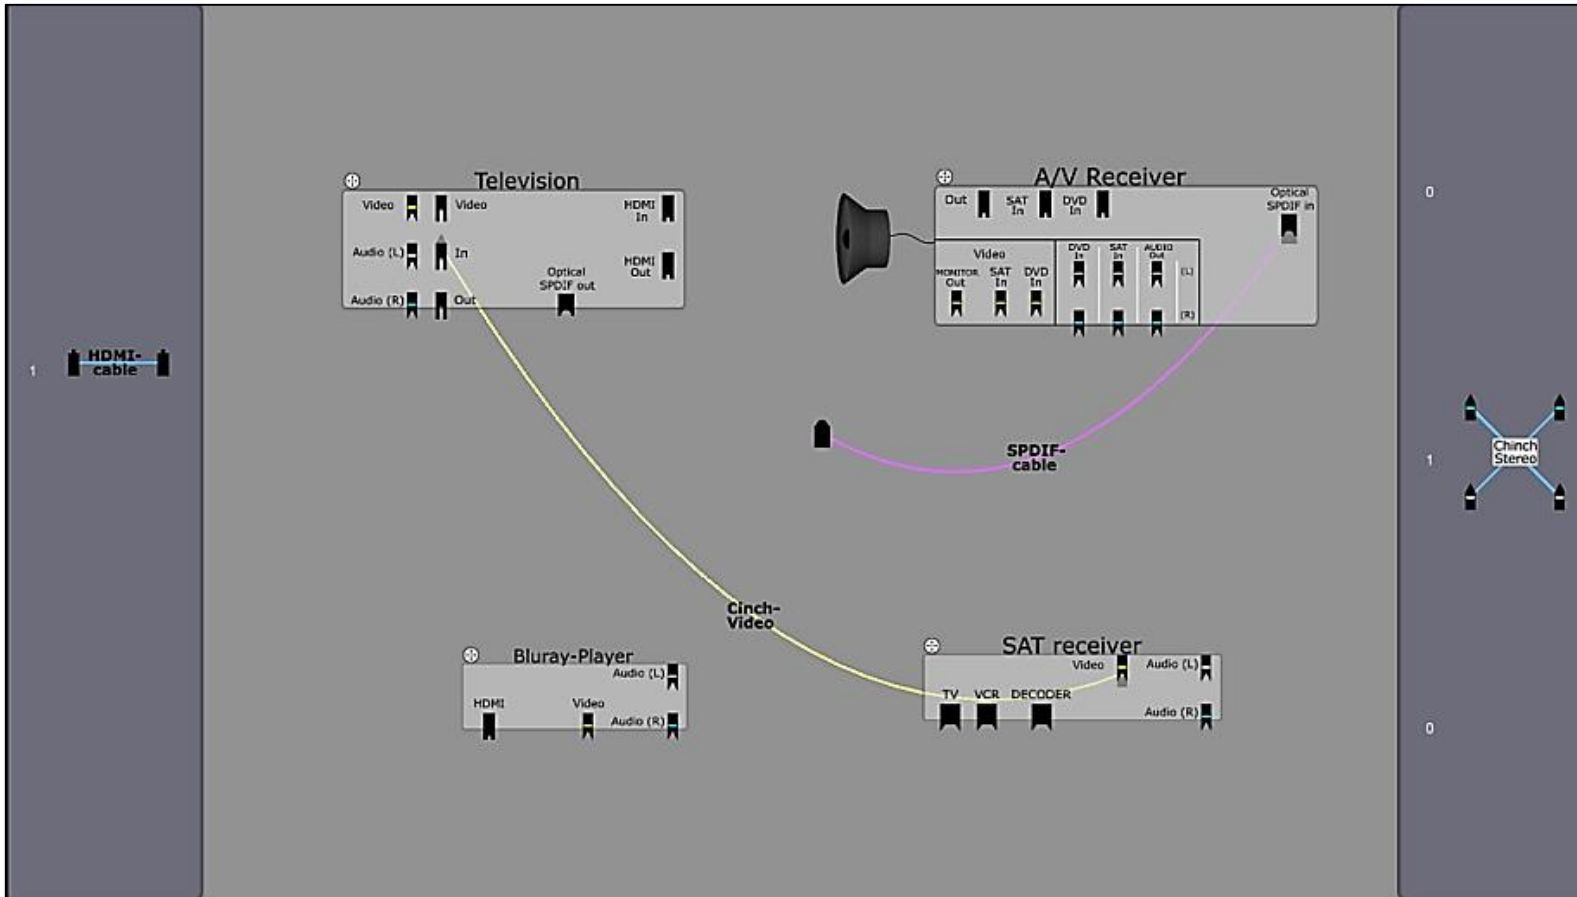 Television
Video
Video
HDMI
In
Audio (L)
In
HDMI
Out
Optical
SPDIF out
Audio (R)
Out
A/V Receiver
Out
SAT
In
DVD
In
Optical
SPDIF in
Video
MONITOR
Out
SAT
In
DVD
In
DVD
In
SAT
In
AUDIO
Out
(L)
(R)
0
1
HDMI-
cable
SPDIF-
cable
1
Chinch
Stereo
Cinch-
Video
Bluray-Player
Audio (L)
HDMI
Video
Audio (R)
SAT receiver
Video
Audio (L)
TV
VCR
DECODER
Audio (R)
0